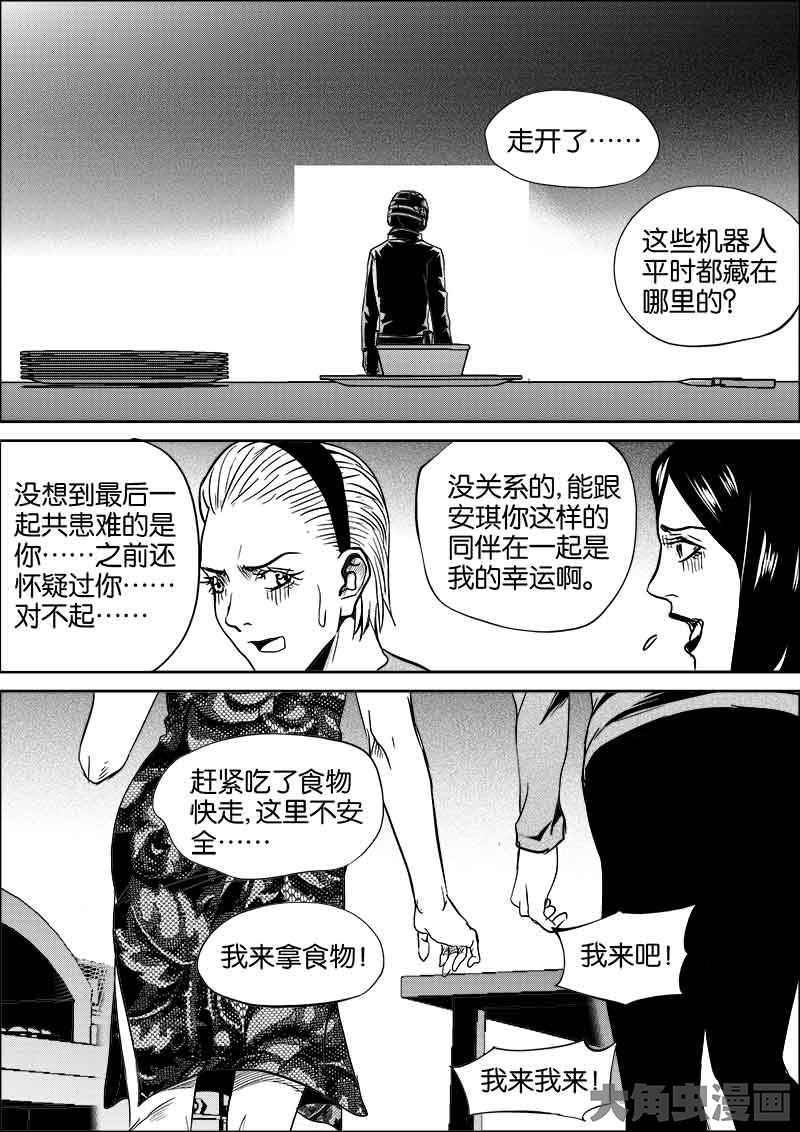 走开了……
这些机器人
平时都藏在
哪里的？
没想到最后一
起共患难的是
你……之前还
怀疑过你……
对不起……
没关系的，能跟
安琪你这样的
同伴在一起是
我的幸运啊。
赶紧吃了食物
快走，这里不安
全……
我来拿食物！
我来吧！
我来我来！
大角虫漫画